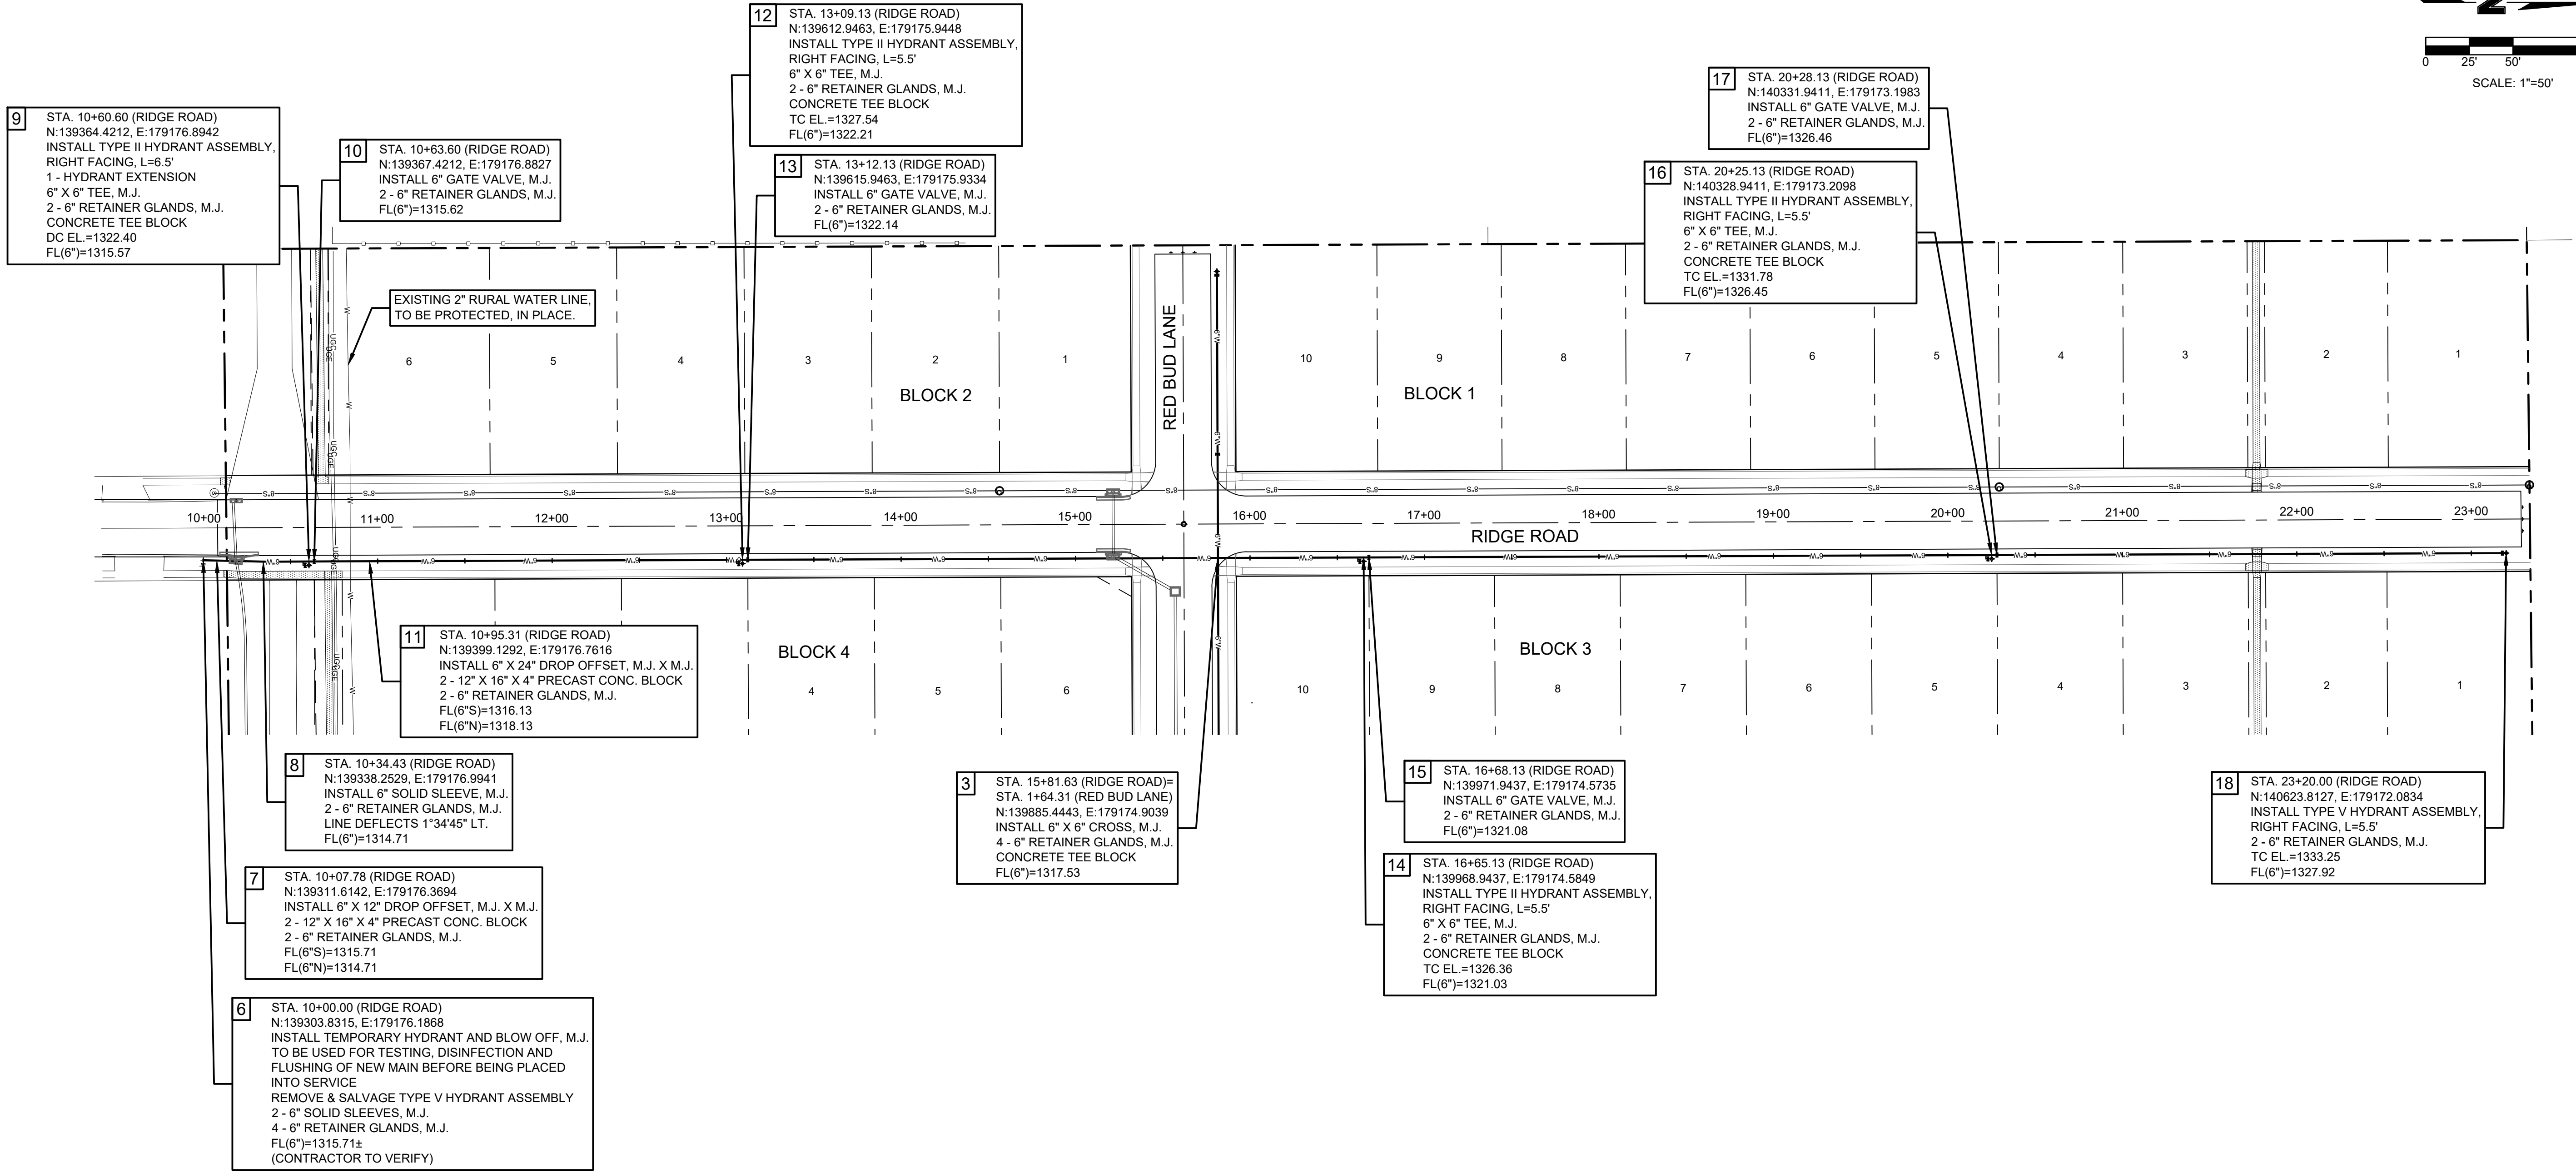 12
STA. 13+09.13 (RIDGE ROAD)
N:139612.9463, E:179175.9448
INSTALL TYPE II HYDRANT ASSEMBLY,
RIGHT FACING, L=5.5'
6" X 6" TEE, M.J.
2 - 6" RETAINER GLANDS, M.J.
CONCRETE TEE BLOCK
TC EL.=1327.54
FL(6")=1322.21
N
0 25' 50'
SCALE: 1"=50'
17
STA. 20+28.13 (RIDGE ROAD)
N:140331.9411, E:179173.1983
INSTALL 6" GATE VALVE, M.J.
2 - 6" RETAINER GLANDS, M.J.
FL(6")=1326.46
9
STA. 10+60.60 (RIDGE ROAD)
N:139364.4212, E:179176.8942
INSTALL TYPE II HYDRANT ASSEMBLY,
RIGHT FACING, L=6.5'
1 - HYDRANT EXTENSION
6" X 6" TEE, M.J.
2 - 6" RETAINER GLANDS, M.J.
CONCRETE TEE BLOCK
DC EL.=1322.40
FL(6")=1315.57
10
STA. 10+63.60 (RIDGE ROAD)
N:139367.4212, E:179176.8827
INSTALL 6" GATE VALVE, M.J.
2 - 6" RETAINER GLANDS, M.J.
FL(6")=1315.62
13
STA. 13+12.13 (RIDGE ROAD)
N:139615.9463, E:179175.9334
INSTALL 6" GATE VALVE, M.J.
2 - 6" RETAINER GLANDS, M.J.
FL(6")=1322.14
16
STA. 20+25.13 (RIDGE ROAD)
N:140328.9411, E:179173.2098
INSTALL TYPE II HYDRANT ASSEMBLY,
RIGHT FACING, L=5.5'
6" X 6" TEE, M.J.
2 - 6" RETAINER GLANDS, M.J.
CONCRETE TEE BLOCK
TC EL.=1331.78
FL(6")=1326.45
EXISTING 2" RURAL WATER LINE,
TO BE PROTECTED, IN PLACE.
6 5 4 3 2 1
BLOCK 2
RED BUD LANE
10 9 8 7 6 5 4 3 2 1
BLOCK 1
10+00 11+00 12+00 13+00 14+00 15+00 16+00 17+00 18+00 19+00 20+00 21+00 22+00 23+00
RIDGE ROAD
11
STA. 10+95.31 (RIDGE ROAD)
N:139399.1292, E:179176.7616
INSTALL 6" X 24" DROP OFFSET, M.J. X M.J.
2 - 12" X 16" X 4" PRECAST CONC. BLOCK
2 - 6" RETAINER GLANDS, M.J.
FL(6"S)=1316.13
FL(6"N)=1318.13
BLOCK 4
4 5 6
BLOCK 3
10 9 8 7 6 5 4 3 2 1
8
STA. 10+34.43 (RIDGE ROAD)
N:139338.2529, E:179176.9941
INSTALL 6" SOLID SLEEVE, M.J.
2 - 6" RETAINER GLANDS, M.J.
LINE DEFLECTS 1°34'45" LT.
FL(6")=1314.71
3
STA. 15+81.63 (RIDGE ROAD)=
STA. 1+64.31 (RED BUD LANE)
N:139885.4443, E:179174.9039
INSTALL 6" X 6" CROSS, M.J.
4 - 6" RETAINER GLANDS, M.J.
CONCRETE TEE BLOCK
FL(6")=1317.53
15
STA. 16+68.13 (RIDGE ROAD)
N:139971.9437, E:179174.5735
INSTALL 6" GATE VALVE, M.J.
2 - 6" RETAINER GLANDS, M.J.
FL(6")=1321.08
18
STA. 23+20.00 (RIDGE ROAD)
N:140623.8127, E:179172.0834
INSTALL TYPE V HYDRANT ASSEMBLY,
RIGHT FACING, L=5.5'
2 - 6" RETAINER GLANDS, M.J.
TC EL.=1333.25
FL(6")=1327.92
7
STA. 10+07.78 (RIDGE ROAD)
N:139311.6142, E:179176.3694
INSTALL 6" X 12" DROP OFFSET, M.J. X M.J.
2 - 12" X 16" X 4" PRECAST CONC. BLOCK
2 - 6" RETAINER GLANDS, M.J.
FL(6"S)=1315.71
FL(6"N)=1314.71
14
STA. 16+65.13 (RIDGE ROAD)
N:139968.9437, E:179174.5849
INSTALL TYPE II HYDRANT ASSEMBLY,
RIGHT FACING, L=5.5'
6" X 6" TEE, M.J.
2 - 6" RETAINER GLANDS, M.J.
CONCRETE TEE BLOCK
TC EL.=1326.36
FL(6")=1321.03
6
STA. 10+00.00 (RIDGE ROAD)
N:139303.8315, E:179176.1868
INSTALL TEMPORARY HYDRANT AND BLOW OFF, M.J.
TO BE USED FOR TESTING, DISINFECTION AND
FLUSHING OF NEW MAIN BEFORE BEING PLACED
INTO SERVICE
REMOVE & SALVAGE TYPE V HYDRANT ASSEMBLY
2 - 6" SOLID SLEEVES, M.J.
4 - 6" RETAINER GLANDS, M.J.
FL(6")=1315.71±
(CONTRACTOR TO VERIFY)